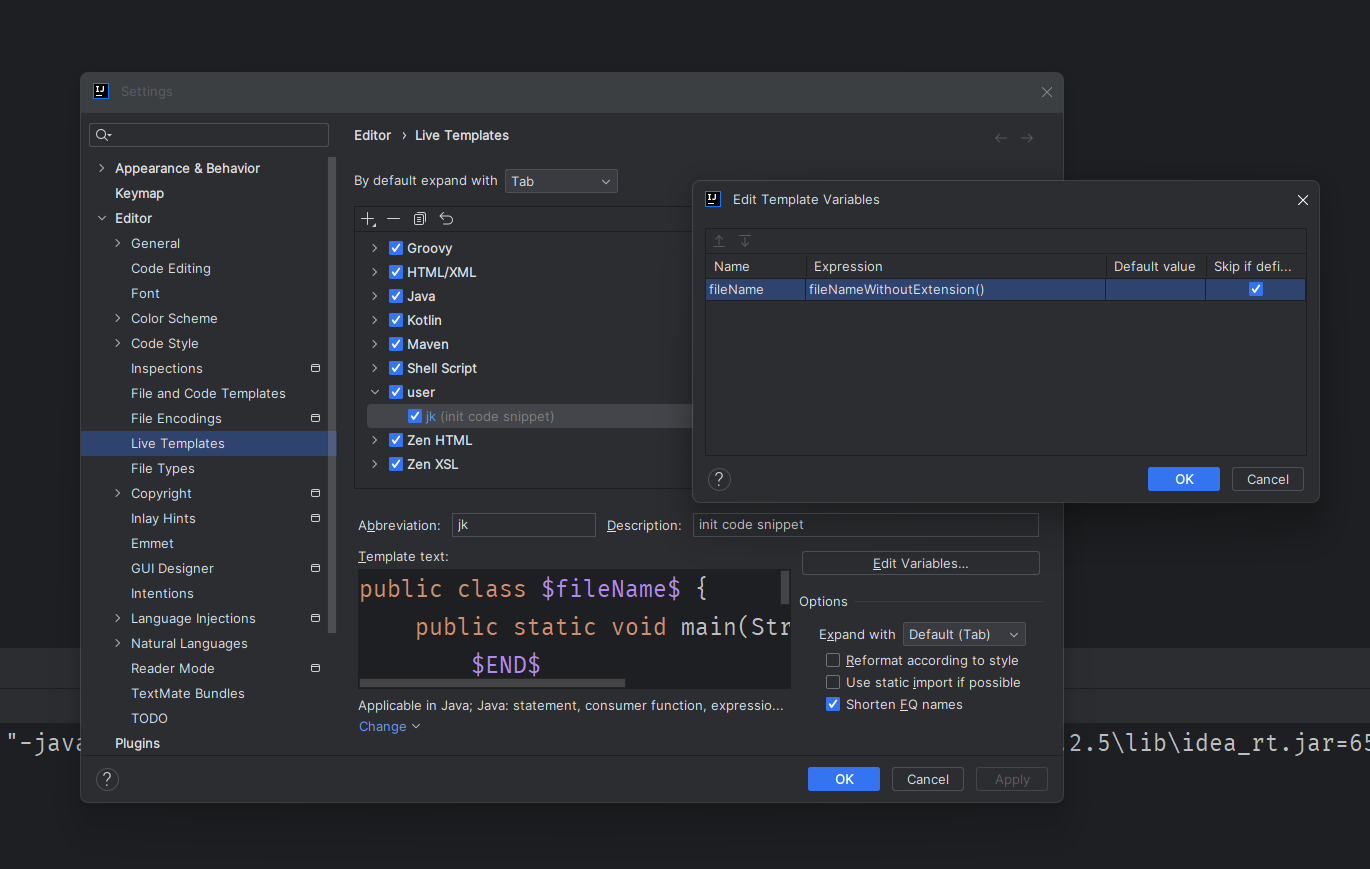 Settings
Editor › Live Templates
Appearance & Behavior
Keymap
Editor
General
Code Editing
Font
Color Scheme
Code Style
Inspections
File and Code Templates
File Encodings
Live Templates
File Types
Copyright
Inlay Hints
Emmet
GUI Designer
Intentions
Language Injections
Natural Languages
Reader Mode
TextMate Bundles
TODO
Plugins
By default expand with Tab
Groovy
HTML/XML
Java
Kotlin
Maven
Shell Script
user
jk (init code snippet)
Zen HTML
Zen XSL
Edit Template Variables
Name Expression Default value Skip if defi...
fileName fileNameWithoutExtension()
? OK Cancel
Abbreviation: jk Description: init code snippet
Template text:
Edit Variables...
public class $fileName$ {
public static void main(Str
$END$
Options
Expand with Default (Tab)
Reformat according to style
Use static import if possible
Shorten FQ names
Applicable in Java; Java: statement, consumer function, expressio...
Change
"-java
.2.5\lib\idea_rt.jar=65
? OK Cancel Apply